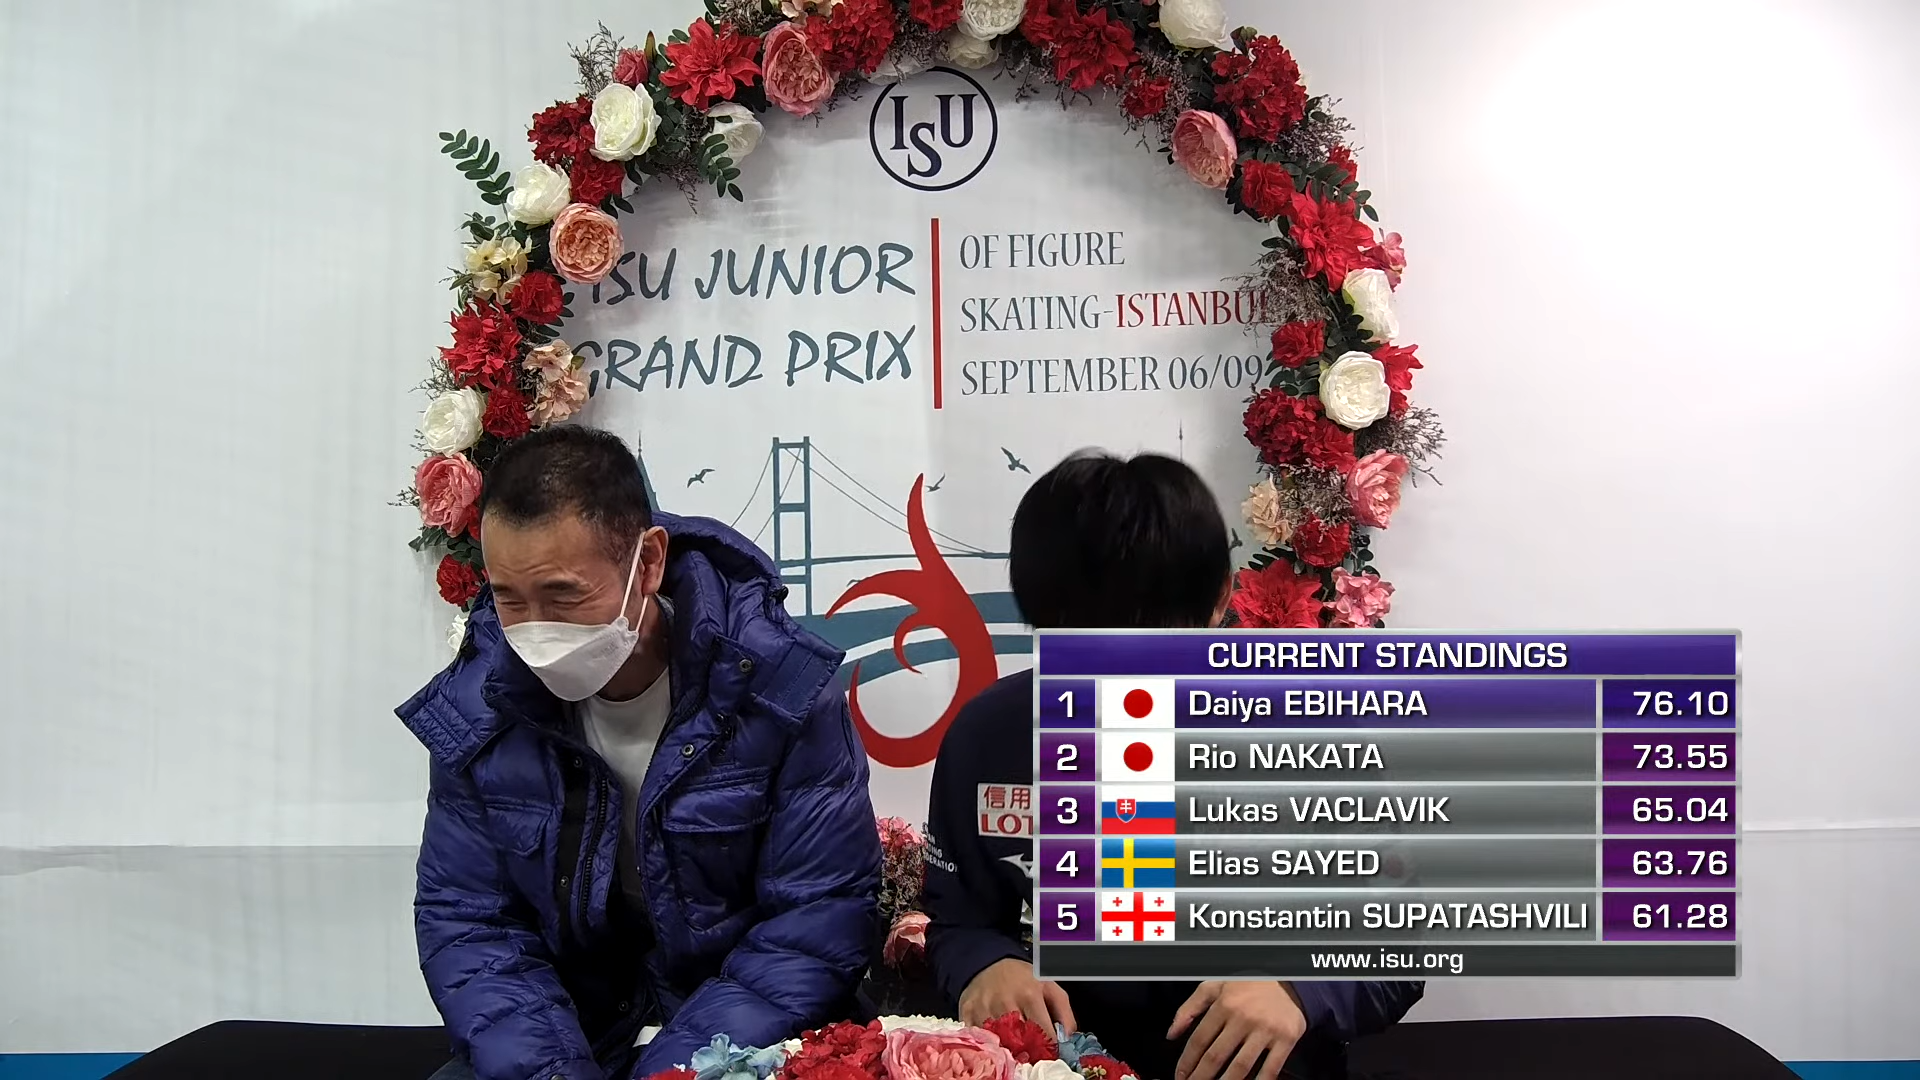 ISU
ISU JUNIOR
GRAND PRIX
OF FIGURE
SKATING-ISTANBUL
SEPTEMBER 06/09
信用
LOT
CURRENT STANDINGS
1 Daiya EBIHARA 76.10
2 Rio NAKATA 73.55
3 Lukas VACLAVIK 65.04
4 Elias SAYED 63.76
5 Konstantin SUPATASHVILI 61.28
www.isu.org